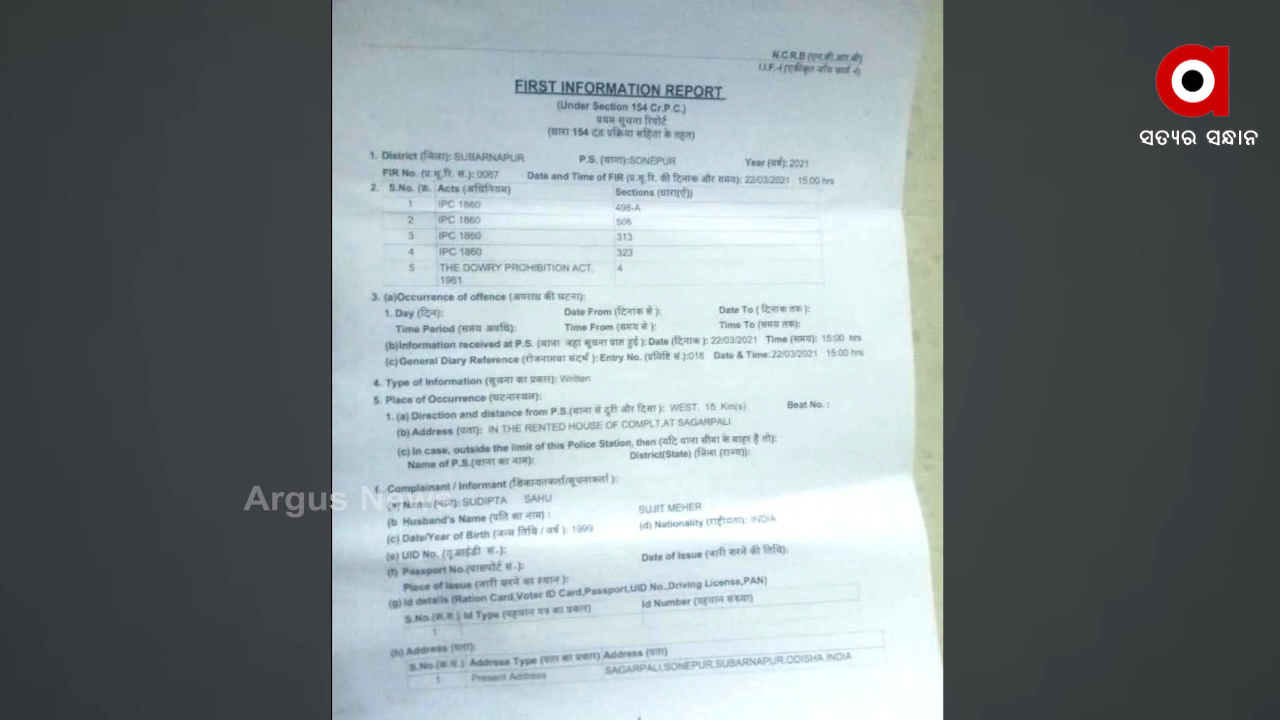 N.C.R.B (एन.सी.आर.बी)
I.I.F.-I (एकीकृत जाँच फार्म -I)
ସତ୍ୟର ସନ୍ଧାନ
FIRST INFORMATION REPORT
(Under Section 154 Cr.P.C.)
प्रथम सूचना रिपोर्ट
(धारा 154 दंड प्रक्रिया संहिता के तहत)
1. District (जिला): SUBARNAPUR P.S. (थाना): SONEPUR Year (वर्ष): 2021
FIR No. (प्र.सू.रि. सं.): 0067 Date and Time of FIR (प्र.सू.रि. की दिनांक और समय): 22/03/2021 15:00 hrs
2. S.No. (क्र. Acts (अधिनियम) Sections (धाराएँ))
1 IPC 1860 498-A
2 IPC 1860 506
3 IPC 1860 313
4 IPC 1860 323
5 THE DOWRY PROHIBITION ACT, 4
1961
3. (a)Occurrence of offence (अपराध की घटना):
1. Day (दिन): Date From (दिनांक से ): Date To ( दिनांक तक ):
Time Period (समय अवधि): Time From (समय से ): Time To (समय तक):
(b)Information received at P.S. (थाना जहां सूचना प्राप्त हुई ): Date (दिनांक ): 22/03/2021 Time (समय): 15:00 hrs
(c)General Diary Reference (रोजनामचा संदर्भ ): Entry No. (प्रविष्टि सं.):016 Date & Time:22/03/2021 15:00 hrs
4. Type of Information (सूचना का प्रकार): Written
5. Place of Occurrence (घटनास्थल):
1. (a) Direction and distance from P.S.(थाना से दूरी और दिशा ): WEST, 15 Km(s) Beat No. :
(b) Address (पता): IN THE RENTED HOUSE OF COMPLT,AT SAGARPALI
(c) In case, outside the limit of this Police Station, then (यदि थाना सीमा के बाहर है तो):
Name of P.S.(थाना का नाम): District(State) (जिला (राज्य)):
6. Complainant / Informant (शिकायतकर्ता/सूचनाकर्ता ):
Argus News
(a) Name (नाम): SUDIPTA SAHU
(b Husband's Name (पति का नाम) : SUJIT MEHER
(c) Date/Year of Birth (जन्म तिथि / वर्ष ): 1999 (d) Nationality (राष्ट्रीयता): INDIA
(e) UID No. (यू.आईडी सं.):
(f) Passport No.(पासपोर्ट सं.): Date of Issue (जारी करने की तिथि):
Place of Issue (जारी करने का स्थान ):
(g) Id details (Ration Card,Voter ID Card,Passport,UID No.,Driving License,PAN)
S.No.(क्र.सं.) Id Type (पहचान पत्र का प्रकार) Id Number (पहचान संख्या)
1
(h) Address (पता):
S.No.(क्र.सं.) Address Type (पता का प्रकार) Address (पता)
1 Present Address SAGARPALI,SONEPUR,SUBARNAPUR,ODISHA,INDIA